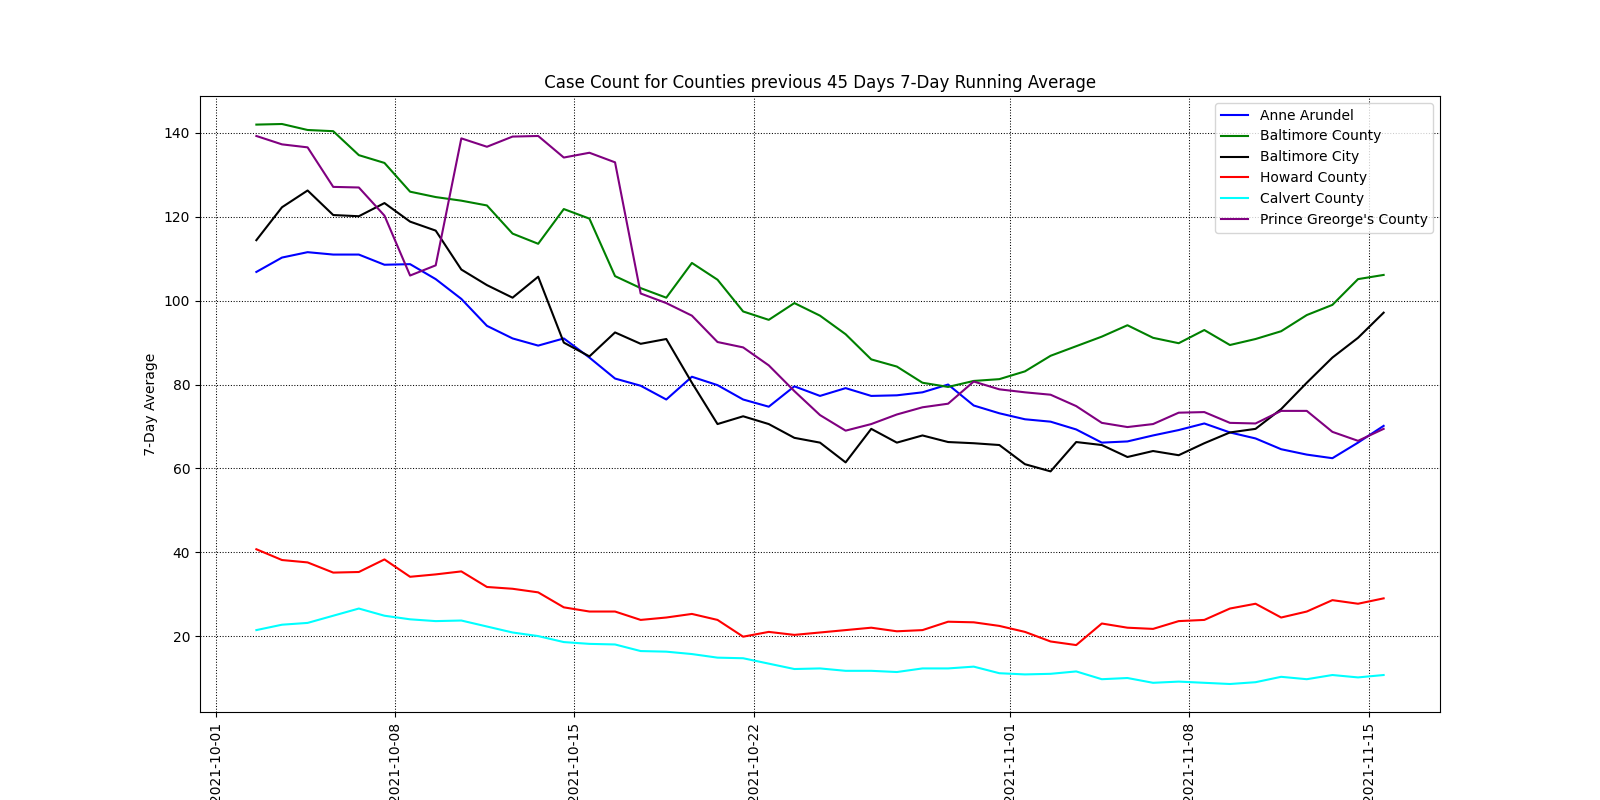 Case Count for Counties previous 45 Days 7-Day Running Average
Anne Arundel
Baltimore County
Baltimore City
Howard County
Calvert County
Prince Greorge's County
7-Day Average
140
120
100
80
60
40
20
2021-10-01
2021-10-08
2021-10-15
2021-10-22
2021-11-01
2021-11-08
2021-11-15